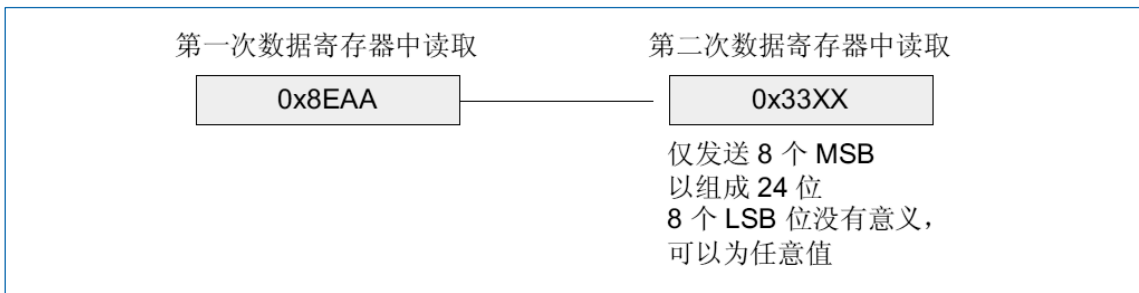 第一次数据寄存器中读取
第二次数据寄存器中读取
0x8EAA
0x33XX
仅发送 8 个 MSB
以组成 24 位
8 个 LSB 位没有意义，
可以为任意值